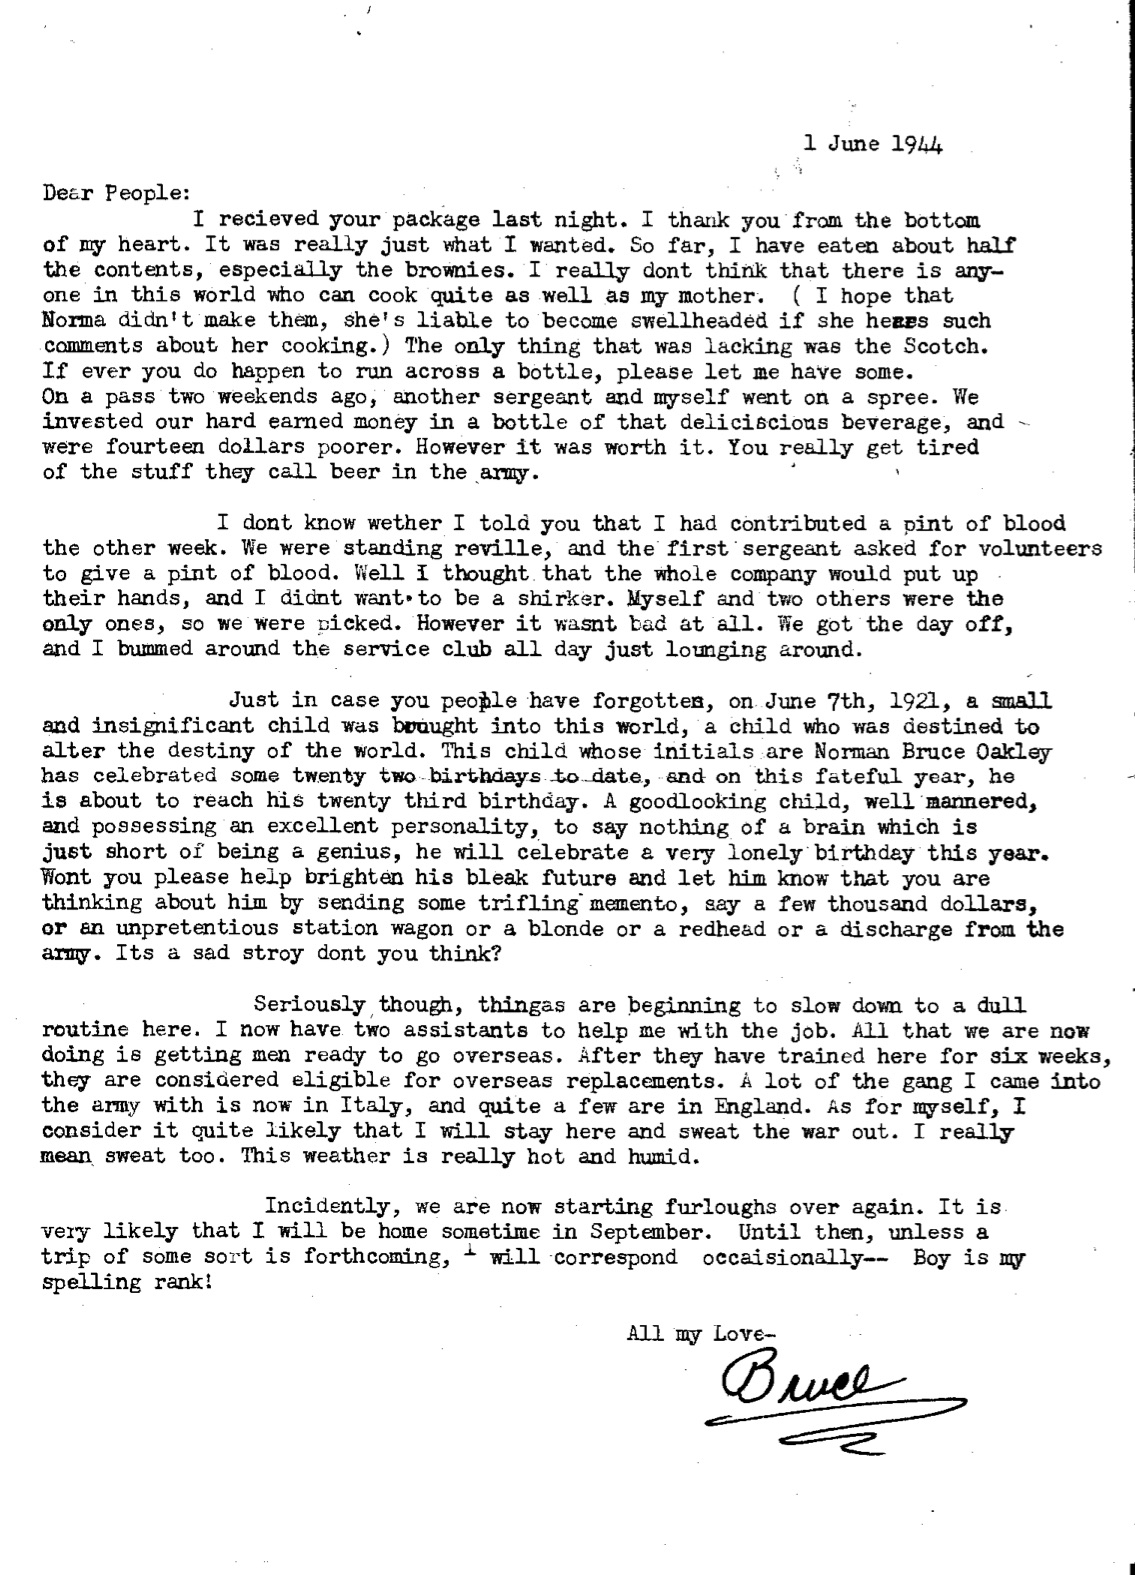 1 June 1944
Dear People:
I recieved your package last night. I thank you from the bottom
of my heart. It was really just what I wanted. So far, I have eaten about half
the contents, especially the brownies. I really dont think that there is any-
one in this world who can cook quite as well as my mother. ( I hope that
Norma didn't make them, she's liable to become swellheaded if she hears such
comments about her cooking.) The only thing that was lacking was the Scotch.
If ever you do happen to run across a bottle, please let me have some.
On a pass two weekends ago, another sergeant and myself went on a spree. We
invested our hard earned money in a bottle of that deliciscious beverage, and
were fourteen dollars poorer. However it was worth it. You really get tired
of the stuff they call beer in the army.
I dont know wether I told you that I had contributed a pint of blood
the other week. We were standing reville, and the first sergeant asked for volunteers
to give a pint of blood. Well I thought that the whole company would put up
their hands, and I didnt want to be a shirker. Myself and two others were the
only ones, so we were picked. However it wasnt bad at all. We got the day off,
and I bummed around the service club all day just lounging around.
Just in case you people have forgotten, on June 7th, 1921, a small
and insignificant child was brought into this world, a child who was destined to
alter the destiny of the world. This child whose initials are Norman Bruce Oakley
has celebrated some twenty two birthdays to date, and on this fateful year, he
is about to reach his twenty third birthday. A goodlooking child, well mannered,
and possessing an excellent personality, to say nothing of a brain which is
just short of being a genius, he will celebrate a very lonely birthday this year.
Wont you please help brighten his bleak future and let him know that you are
thinking about him by sending some trifling memento, say a few thousand dollars,
or an unpretentious station wagon or a blonde or a redhead or a discharge from the
army. Its a sad stroy dont you think?
Seriously though, thingas are beginning to slow down to a dull
routine here. I now have two assistants to help me with the job. All that we are now
doing is getting men ready to go overseas. After they have trained here for six weeks,
they are considered eligible for overseas replacements. A lot of the gang I came into
the army with is now in Italy, and quite a few are in England. As for myself, I
consider it quite likely that I will stay here and sweat the war out. I really
mean sweat too. This weather is really hot and humid.
Incidently, we are now starting furloughs over again. It is
very likely that I will be home sometime in September. Until then, unless a
trip of some sort is forthcoming, I will correspond occaisionally-- Boy is my
spelling rank!
All my Love-
Bruce